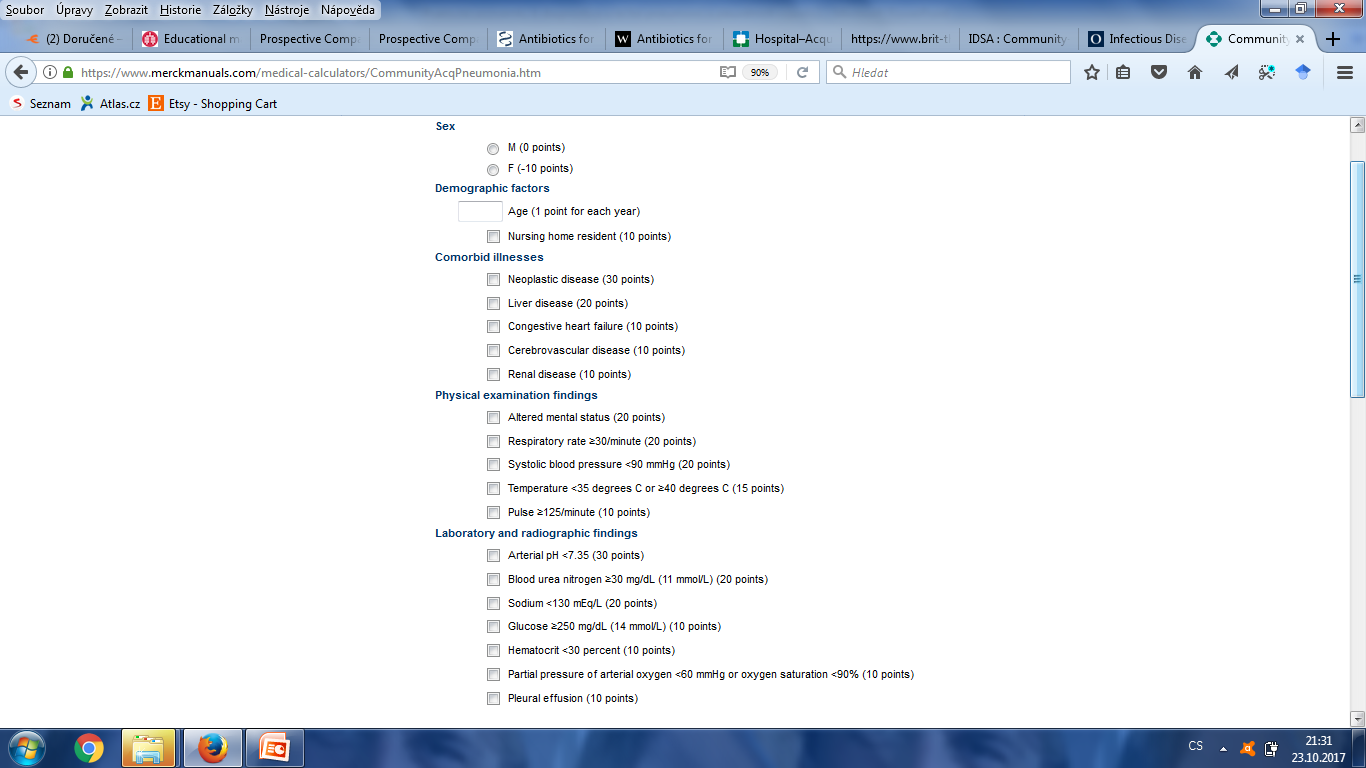 Soubor Úpravy Zobrazit Historie Záložky Nástroje Nápověda
(2) Doručené - Educational m Prospective Compa Prospective Comp Antibiotics for Antibiotics for Hospital–Acqu https://www.brit-t IDSA : Community Infectious Dise Community
https://www.merckmanuals.com/medical-calculators/CommunityAcqPneumonia.htm 90% Hledat
Seznam Atlas.cz Etsy - Shopping Cart
Sex
M (0 points)
F (-10 points)
Demographic factors
Age (1 point for each year)
Nursing home resident (10 points)
Comorbid illnesses
Neoplastic disease (30 points)
Liver disease (20 points)
Congestive heart failure (10 points)
Cerebrovascular disease (10 points)
Renal disease (10 points)
Physical examination findings
Altered mental status (20 points)
Respiratory rate ≥30/minute (20 points)
Systolic blood pressure <90 mmHg (20 points)
Temperature <35 degrees C or ≥40 degrees C (15 points)
Pulse ≥125/minute (10 points)
Laboratory and radiographic findings
Arterial pH <7.35 (30 points)
Blood urea nitrogen ≥30 mg/dL (11 mmol/L) (20 points)
Sodium <130 mEq/L (20 points)
Glucose ≥250 mg/dL (14 mmol/L) (10 points)
Hematocrit <30 percent (10 points)
Partial pressure of arterial oxygen <60 mmHg or oxygen saturation <90% (10 points)
Pleural effusion (10 points)
CS 21:31
23.10.2017